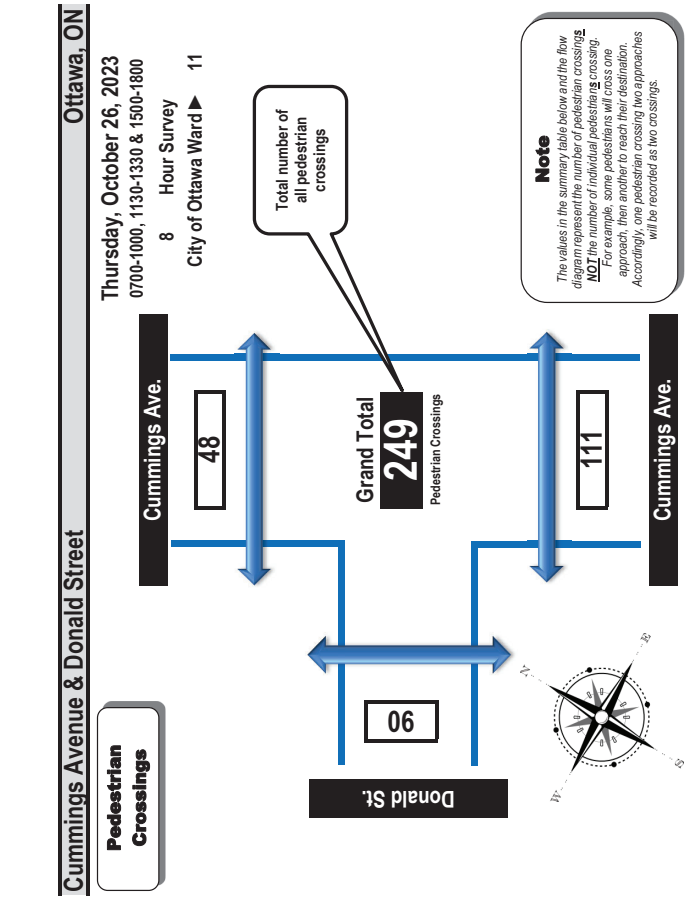 Cummings Avenue & Donald Street Ottawa, ON
Pedestrian
Crossings
Thursday, October 26, 2023
0700-1000, 1130-1330 & 1500-1800
8 Hour Survey
City of Ottawa Ward► 11
Cummings Ave.
48
Total number of
all pedestrian
crossings
Grand Total
249
Pedestrian Crossings
90
Donald St.
111
Cummings Ave.
N
E
S
W
Note
The values in the summary table below and the flow
diagram represent the number of pedestrian crossings
NOT the number of individual pedestrians crossing.
For example, some pedestrians will cross one
approach, then another to reach their destination.
Accordingly, one pedestrian crossing two approaches
will be recorded as two crossings.